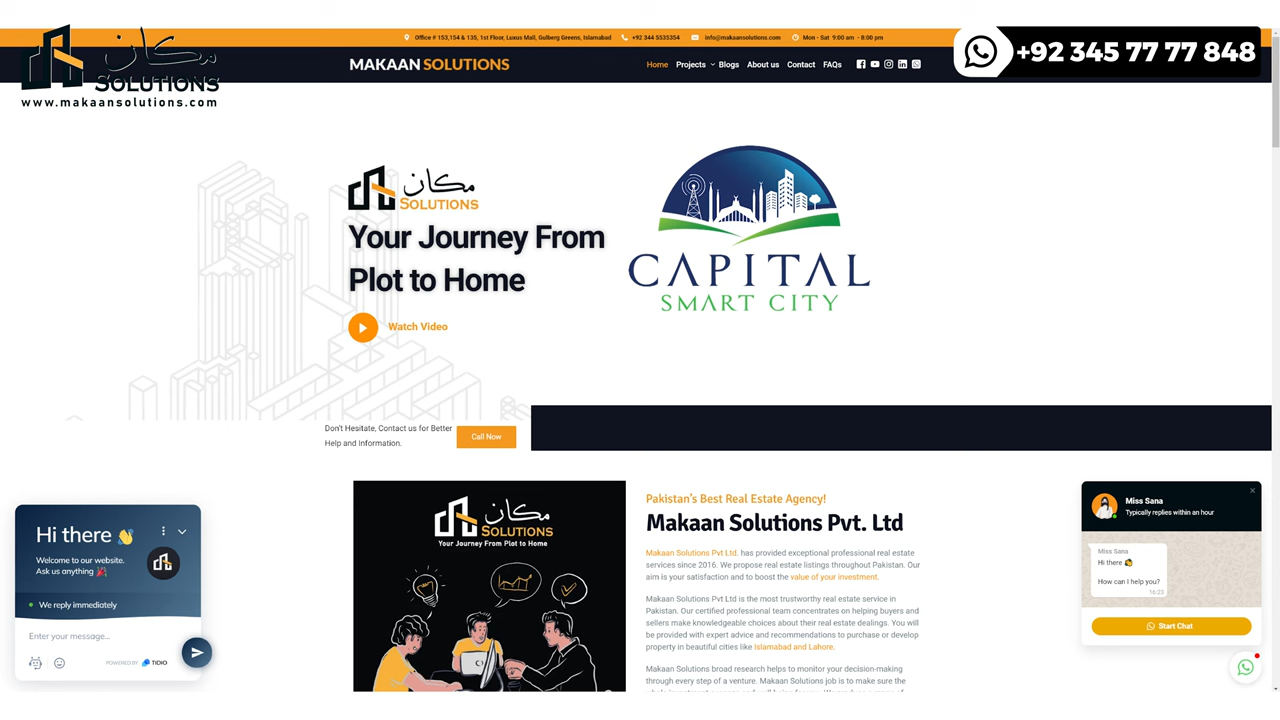 مكان
SOLUTIONS
www.makaansolutions.com
Office # 153,154 & 135, 1st Floor, Luxus Mall, Gulberg Greens, Islamabad
+92 344 5535354
info@makaansolutions.com
Mon - Sat 9:00 am - 8:00 pm
+92 345 77 77 848
MAKAAN SOLUTIONS
Home Projects Blogs About us Contact FAQs
مكان
SOLUTIONS
Your Journey From
Plot to Home
Watch Video
CAPITAL
SMART CITY
Don't Hesitate, Contact us for Better
Help and Information.
Call Now
مكان
SOLUTIONS
Your Journey From Plot to Home
Pakistan's Best Real Estate Agency!
Makaan Solutions Pvt. Ltd
Makaan Solutions Pvt Ltd. has provided exceptional professional real estate
services since 2016. We propose real estate listings throughout Pakistan. Our
aim is your satisfaction and to boost the value of your investment.
Makaan Solutions Pvt Ltd is the most trustworthy real estate service in
Pakistan. Our certified professional team concentrates on helping buyers and
sellers make knowledgeable choices about their real estate dealings. You will
be provided with expert advice and recommendations to purchase or develop
property in beautiful cities like Islamabad and Lahore.
Makaan Solutions broad research helps to monitor your decision-making
through every step of a venture. Makaan Solutions job is to make sure the
Hi there
Welcome to our website.
Ask us anything
We reply immediately
Enter your message...
POWERED BY TIDIO
Miss Sana
Typically replies within an hour
Miss Sana
Hi there
How can I help you?
16:23
Start Chat